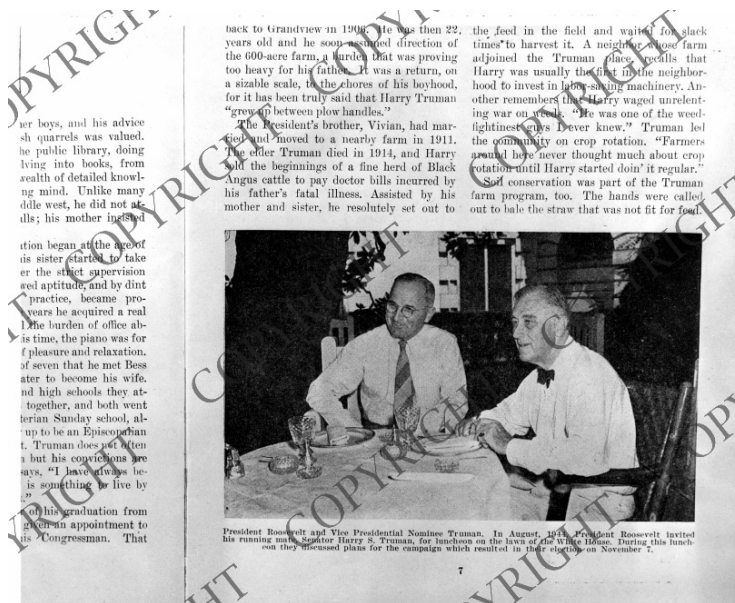 er boys, and his advice
sh quarrels was valued.
he public library, doing
lving into books, from
wealth of detailed knowl-
ng mind. Unlike many
ddle west, he did not at-
lls; his mother insisted
ation began at the age of
is sister started to take
er the strict supervision
wed aptitude, and by dint
practice, became pro-
years he acquired a real
the burden of office ab-
is time, the piano was for
f pleasure and relaxation.
of seven that he met Bess
ater to become his wife.
nd high schools they at-
together, and both went
terian Sunday school, al-
up to be an Episcopalian
t. Truman does not often
but his convictions are
says, "I have always be-
is something to live by
."
of his graduation from
given an appointment to
is Congressman. That
back to Grandview in 1906. He was then 22
years old and he soon assumed direction of
the 600-acre farm, a burden that was proving
too heavy for his father. It was a return, on
a sizable scale, to the chores of his boyhood,
for it has been truly said that Harry Truman
"grew up between plow handles."
The President's brother, Vivian, had mar-
ried and moved to a nearby farm in 1911.
The elder Truman died in 1914, and Harry
sold the beginnings of a fine herd of Black
Angus cattle to pay doctor bills incurred by
his father's fatal illness. Assisted by his
mother and sister, he resolutely set out to
the feed in the field and waited for slack
times to harvest it. A neighbor whose farm
adjoined the Truman place, recalls that
Harry was usually the first in the neighbor-
hood to invest in labor-saving machinery. An-
other remembers that Harry waged unrelent-
ing war on weeds. "He was one of the weed-
fightinest guys I ever knew." Truman led
the community on crop rotation. "Farmers
around here never thought much about crop
rotation until Harry started doin' it regular."
Soil conservation was part of the Truman
farm program, too. The hands were called
out to bale the straw that was not fit for feed,
President Roosevelt and Vice Presidential Nominee Truman. In August, 1944, President Roosevelt invited
his running mate, Senator Harry S. Truman, for luncheon on the lawn of the White House. During this lunch-
eon they discussed plans for the campaign which resulted in their election on November 7.
7
COPYRIGHT
COPYRIGHT
COPYRIGHT
COPYRIGHT
COPYRIGHT
COPYRIGHT
COPYRIGHT
COPYRIGHT
COPYRIGHT
COPYRIGHT